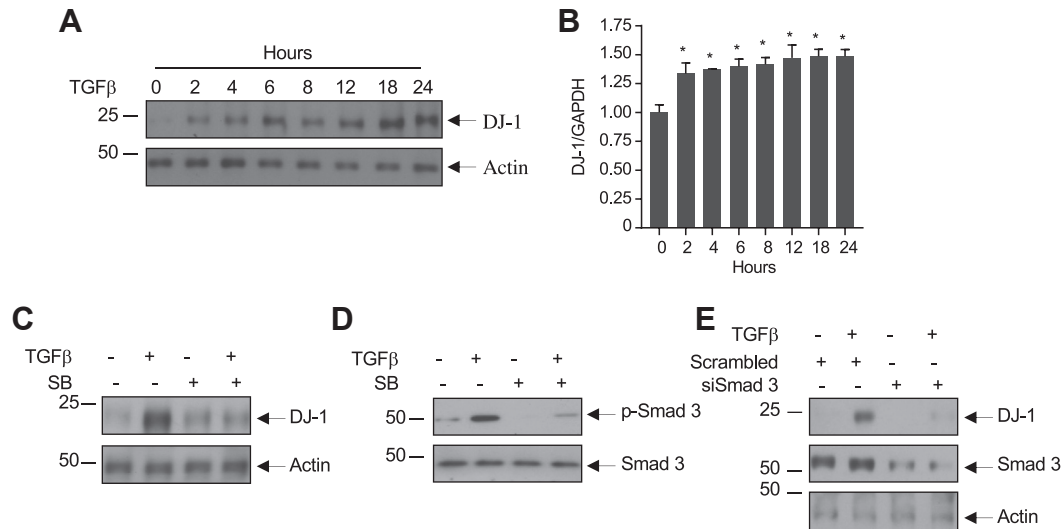 A
Hours
TGFβ 0 2 4 6 8 12 18 24
25
DJ-1
50
Actin
B
1.75
1.50
1.25
1.00
0.75
0.50
0.25
0
DJ-1/GAPDH
* * * * * * *
0 2 4 6 8 12 18 24
Hours
C
TGFβ - + - +
SB - - + +
25
DJ-1
50
Actin
D
TGFβ - + - +
SB - - + +
50
p-Smad 3
50
Smad 3
E
TGFβ - + - +
Scrambled + + - -
siSmad 3 - - + +
25
DJ-1
50
Smad 3
50
Actin